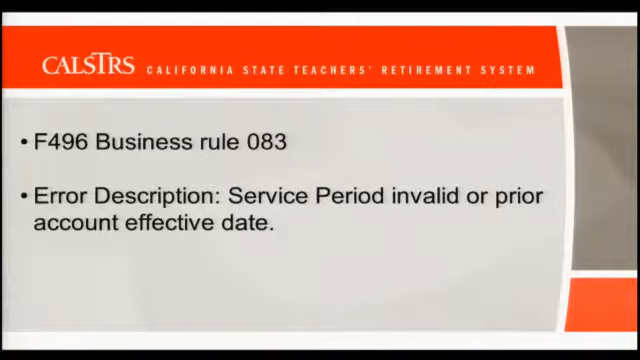 CALSTRS CALIFORNIA STATE TEACHERS' RETIREMENT SYSTEM
• F496 Business rule 083
• Error Description: Service Period invalid or prior
account effective date.